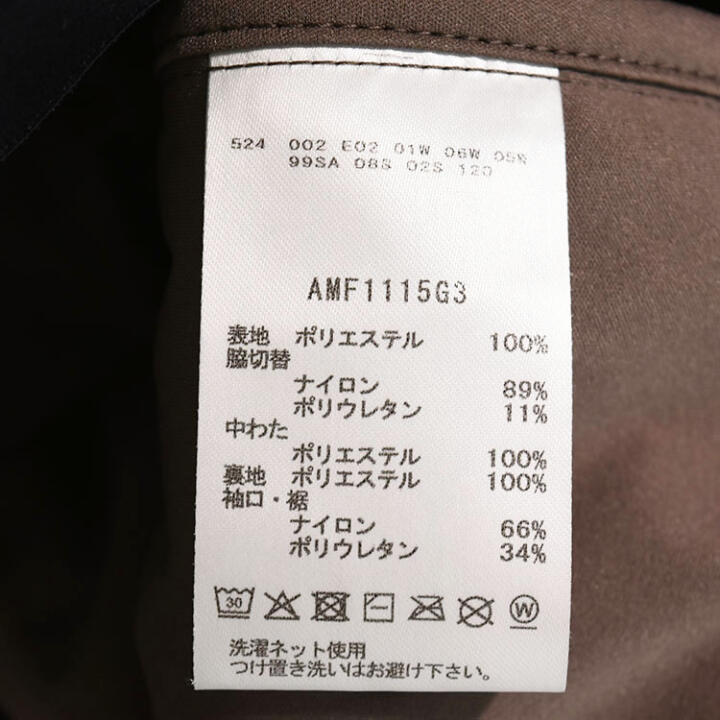 524 002 E02 01W 06W 05W
99SA 08S 02S 120
AMF1115G3
表地 ポリエステル 100%
脇切替
ナイロン 89%
ポリウレタン 11%
中わた
ポリエステル 100%
裏地 ポリエステル 100%
袖口・裾
ナイロン 66%
ポリウレタン 34%
30 W
洗濯ネット使用
つけ置き洗いはお避け下さい。